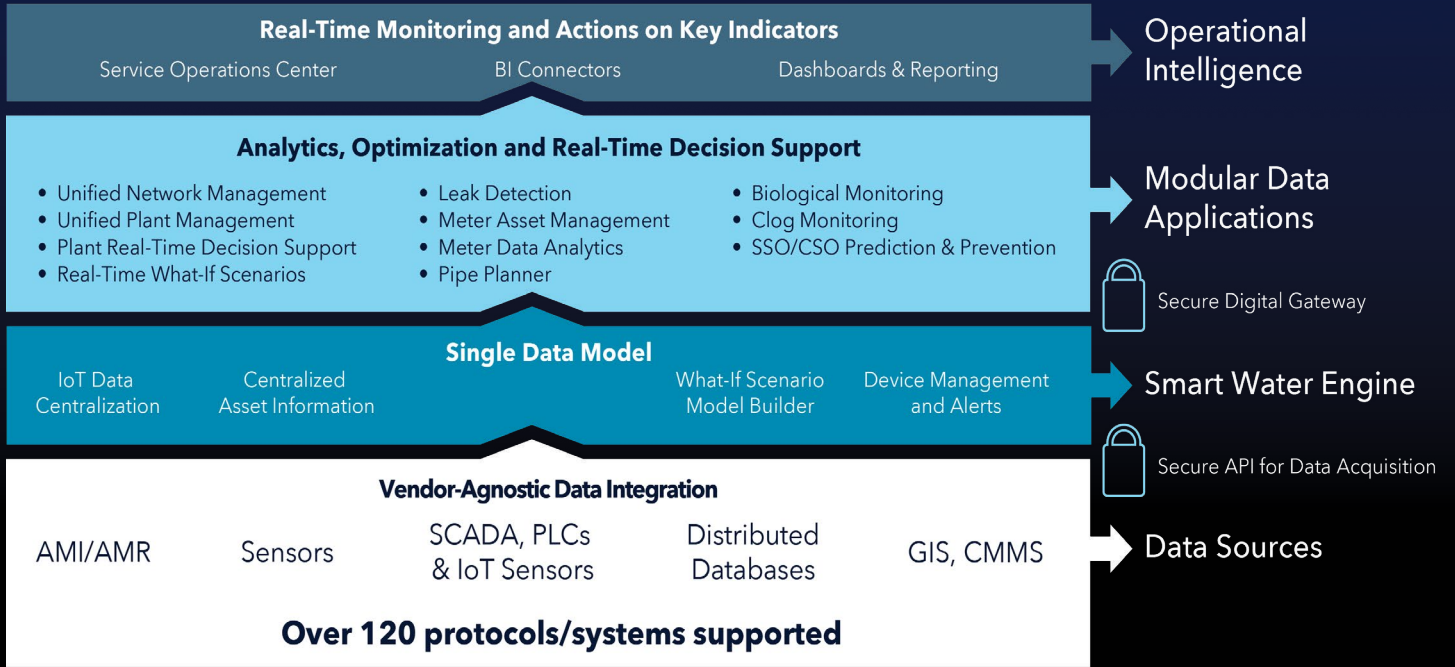 Real-Time Monitoring and Actions on Key Indicators
Service Operations Center
BI Connectors
Dashboards & Reporting
Operational
Intelligence
Analytics, Optimization and Real-Time Decision Support
• Unified Network Management
• Unified Plant Management
• Plant Real-Time Decision Support
• Real-Time What-If Scenarios
• Leak Detection
• Meter Asset Management
• Meter Data Analytics
• Pipe Planner
• Biological Monitoring
• Clog Monitoring
• SSO/CSO Prediction & Prevention
Modular Data
Applications
Secure Digital Gateway
Single Data Model
IoT Data
Centralization
Centralized
Asset Information
What-If Scenario
Model Builder
Device Management
and Alerts
Smart Water Engine
Secure API for Data Acquisition
Vendor-Agnostic Data Integration
AMI/AMR
Sensors
SCADA, PLCs
& IoT Sensors
Distributed
Databases
GIS, CMMS
Data Sources
Over 120 protocols/systems supported